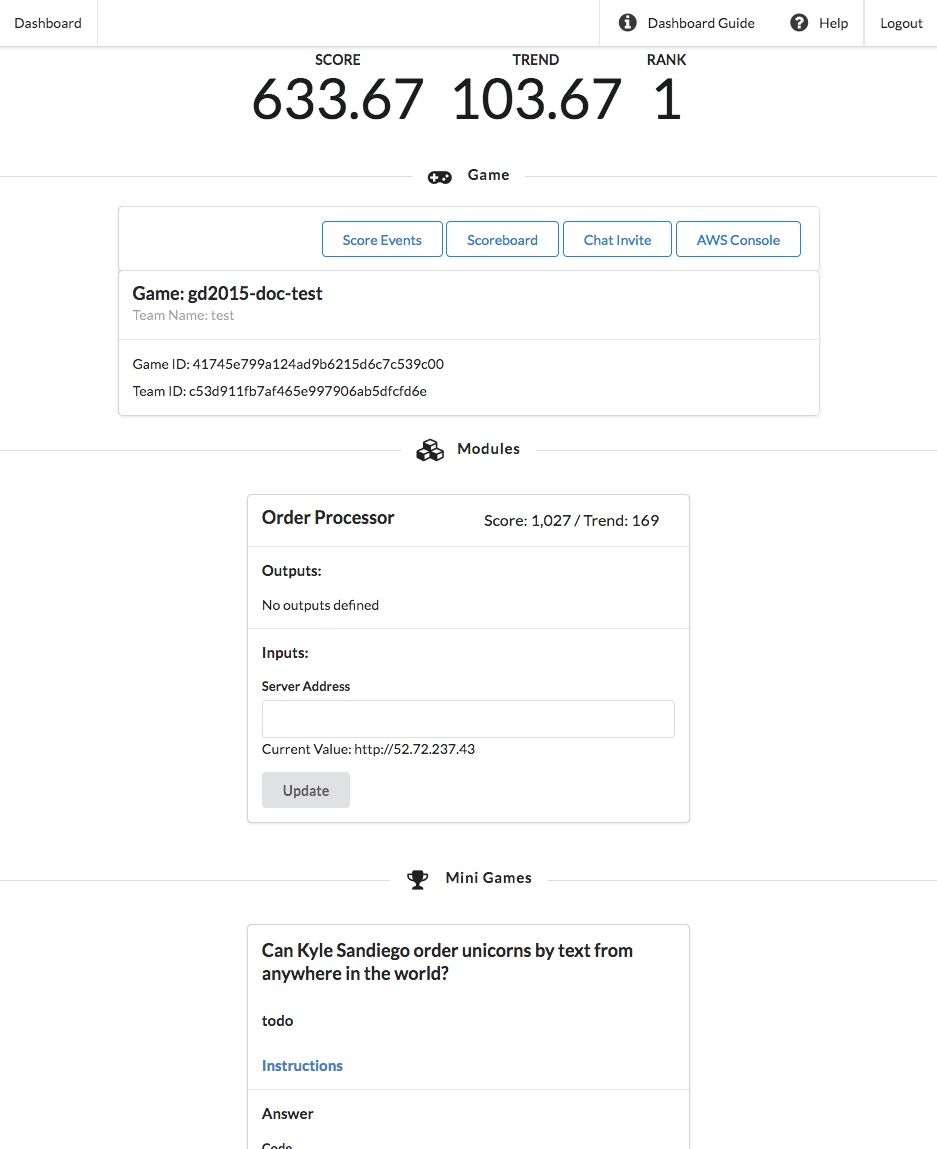 Dashboard
Dashboard Guide
Help
Logout
SCORE
TREND
RANK
633.67
103.67
1
Game
Score Events
Scoreboard
Chat Invite
AWS Console
Game: gd2015-doc-test
Team Name: test
Game ID: 41745e799a124ad9b6215d6c7c539c00
Team ID: c53d911fb7af465e997906ab5dfcfd6e
Modules
Order Processor
Score: 1,027 / Trend: 169
Outputs:
No outputs defined
Inputs:
Server Address
Current Value: http://52.72.237.43
Update
Mini Games
Can Kyle Sandiego order unicorns by text from
anywhere in the world?
todo
Instructions
Answer
Code